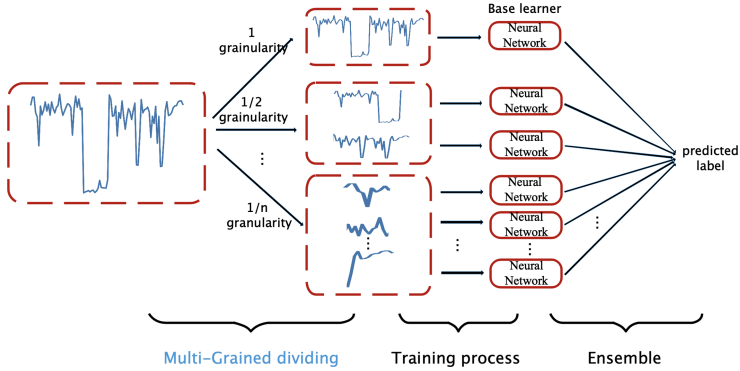 Base learner
1
grainularity
Neural
Network
1/2
granularity
Neural
Network
Neural
Network
predicted
label
...
1/n
granularity
Neural
Network
Neural
Network
...
...
...
...
Neural
Network
Multi-Grained dividing
Training process
Ensemble